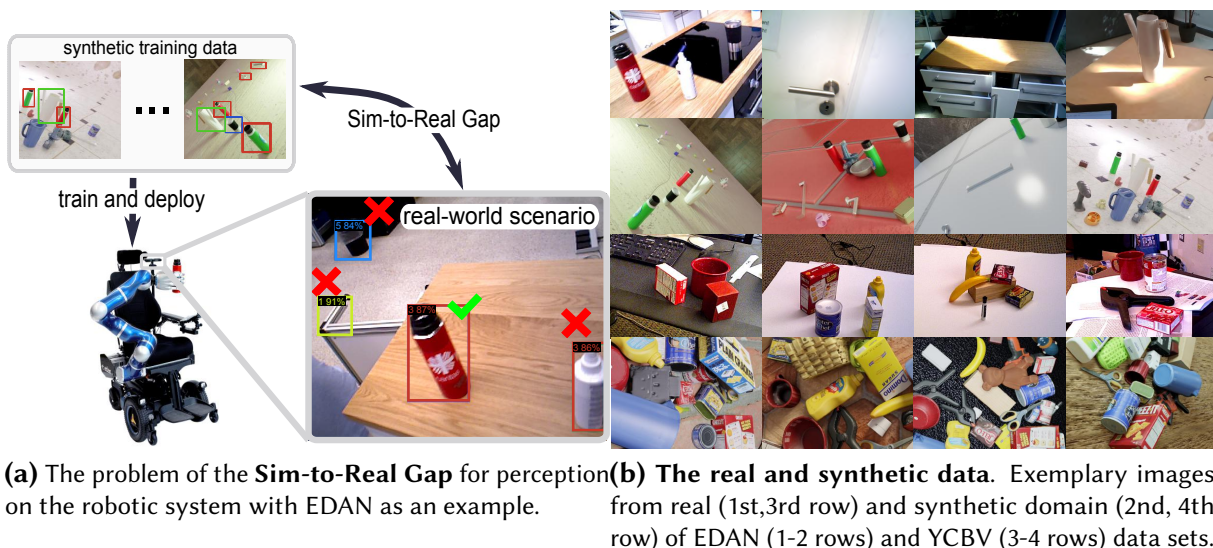 synthetic training data
Sim-to-Real Gap
train and deploy
real-world scenario
5 84%
1 91%
3 87%
3 86%
(a) The problem of the Sim-to-Real Gap for perception
on the robotic system with EDAN as an example.
(b) The real and synthetic data. Exemplary images
from real (1st,3rd row) and synthetic domain (2nd, 4th
row) of EDAN (1-2 rows) and YCBV (3-4 rows) data sets.